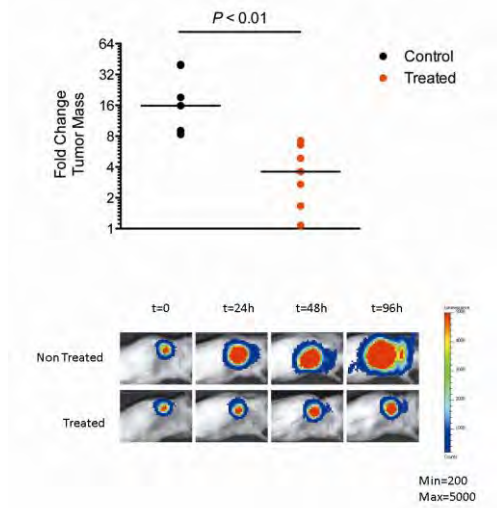 P < 0.01
Control
Treated
Fold Change
Tumor Mass
64
32
16
8
4
2
1
t=0 t=24h t=48h t=96h
Non Treated
Treated
Min=200
Max=5000